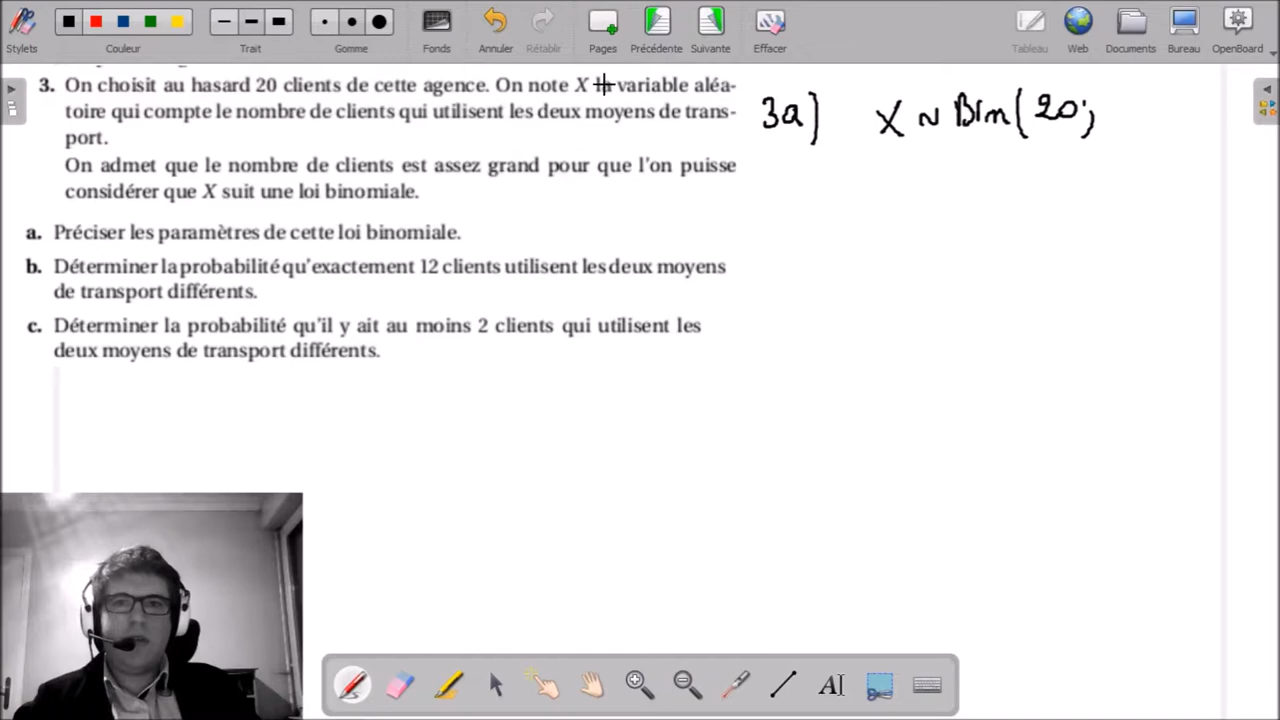 Stylets
Couleur
Trait
Gomme
Fonds
Annuler
Rétablir
Pages
Précédente
Suivante
Effacer
Tableau
Web
Documents
Bureau
OpenBoard
3. On choisit au hasard 20 clients de cette agence. On note X la variable aléa-
toire qui compte le nombre de clients qui utilisent les deux moyens de trans-
port.
On admet que le nombre de clients est assez grand pour que l'on puisse
considérer que X suit une loi binomiale.
a. Préciser les paramètres de cette loi binomiale.
b. Déterminer la probabilité qu'exactement 12 clients utilisent les deux moyens
de transport différents.
c. Déterminer la probabilité qu'il y ait au moins 2 clients qui utilisent les
deux moyens de transport différents.
3a) X ~ Bin(20;